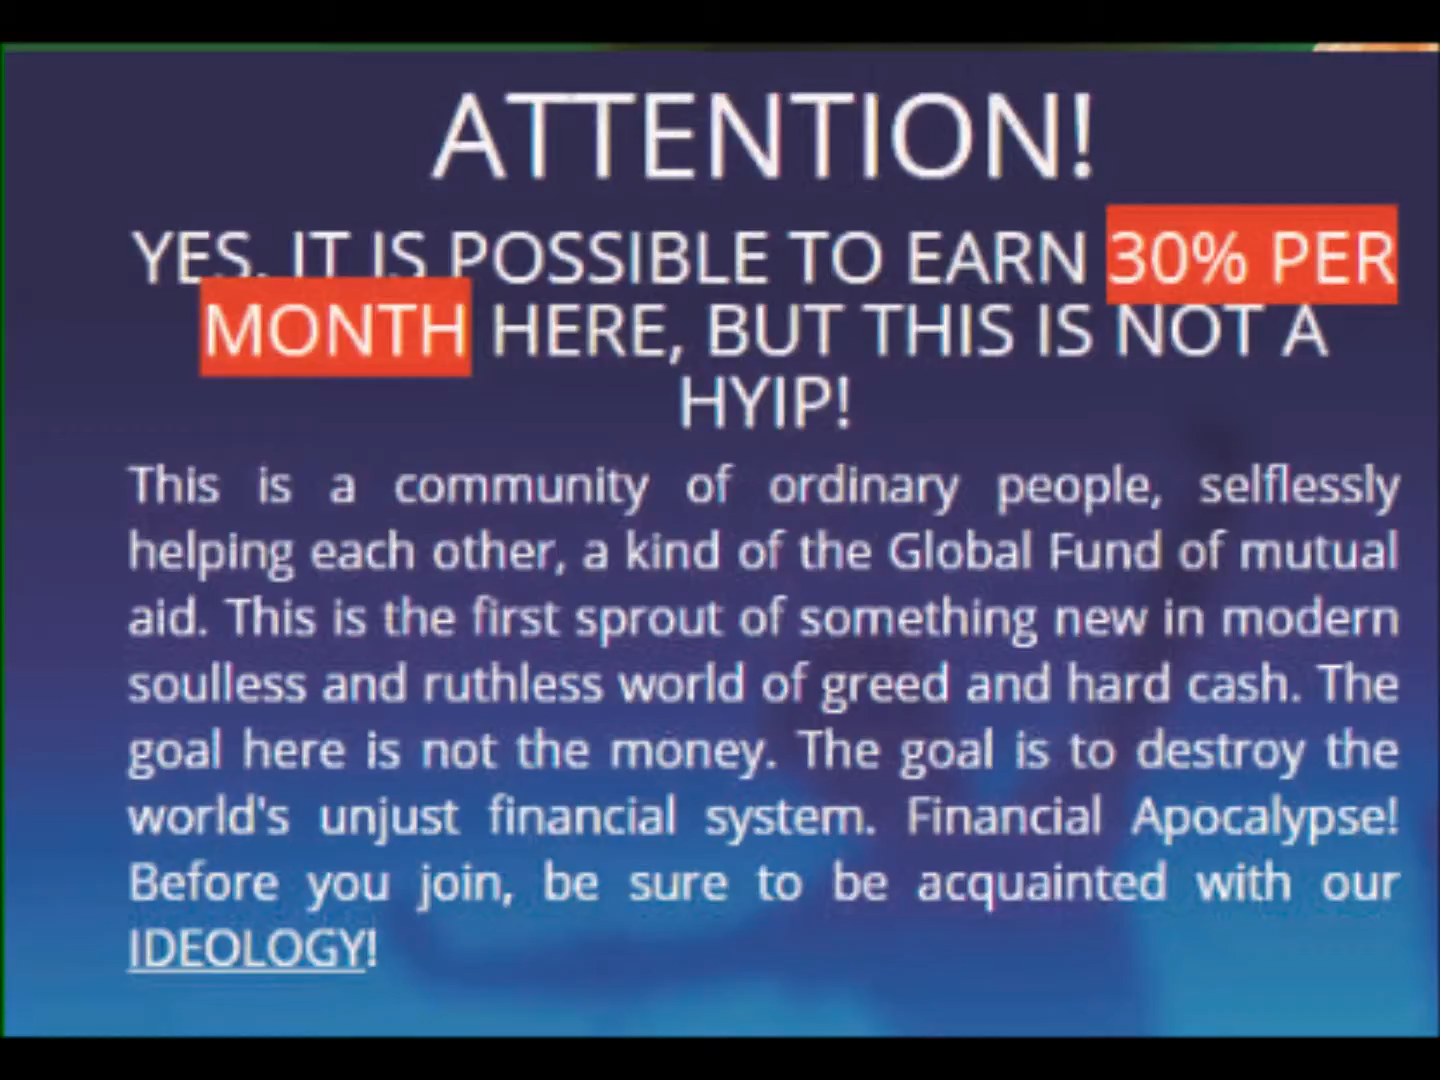 ATTENTION!
YES, IT IS POSSIBLE TO EARN 30% PER
MONTH HERE, BUT THIS IS NOT A
HYIP!
This is a community of ordinary people, selflessly
helping each other, a kind of the Global Fund of mutual
aid. This is the first sprout of something new in modern
soulless and ruthless world of greed and hard cash. The
goal here is not the money. The goal is to destroy the
world's unjust financial system. Financial Apocalypse!
Before you join, be sure to be acquainted with our
IDEOLOGY!